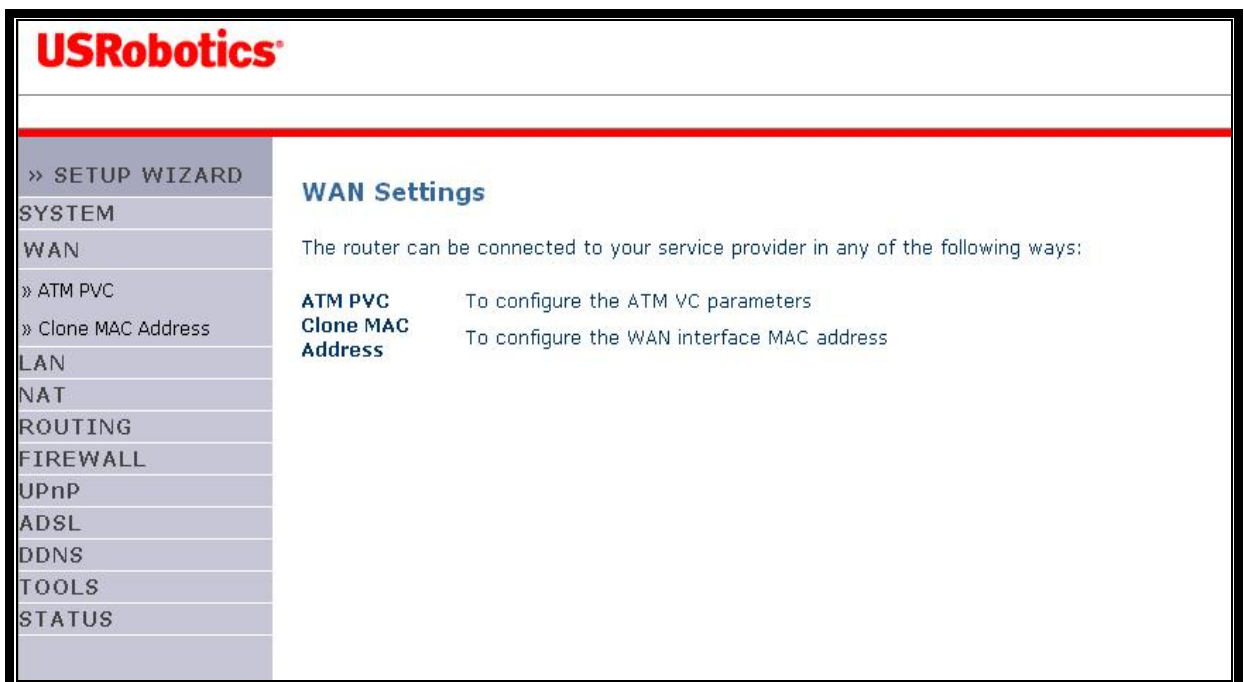 USRobotics
» SETUP WIZARD
SYSTEM
WAN
» ATM PVC
» Clone MAC Address
LAN
NAT
ROUTING
FIREWALL
UPnP
ADSL
DDNS
TOOLS
STATUS
WAN Settings
The router can be connected to your service provider in any of the following ways:
ATM PVC To configure the ATM VC parameters
Clone MAC
Address To configure the WAN interface MAC address